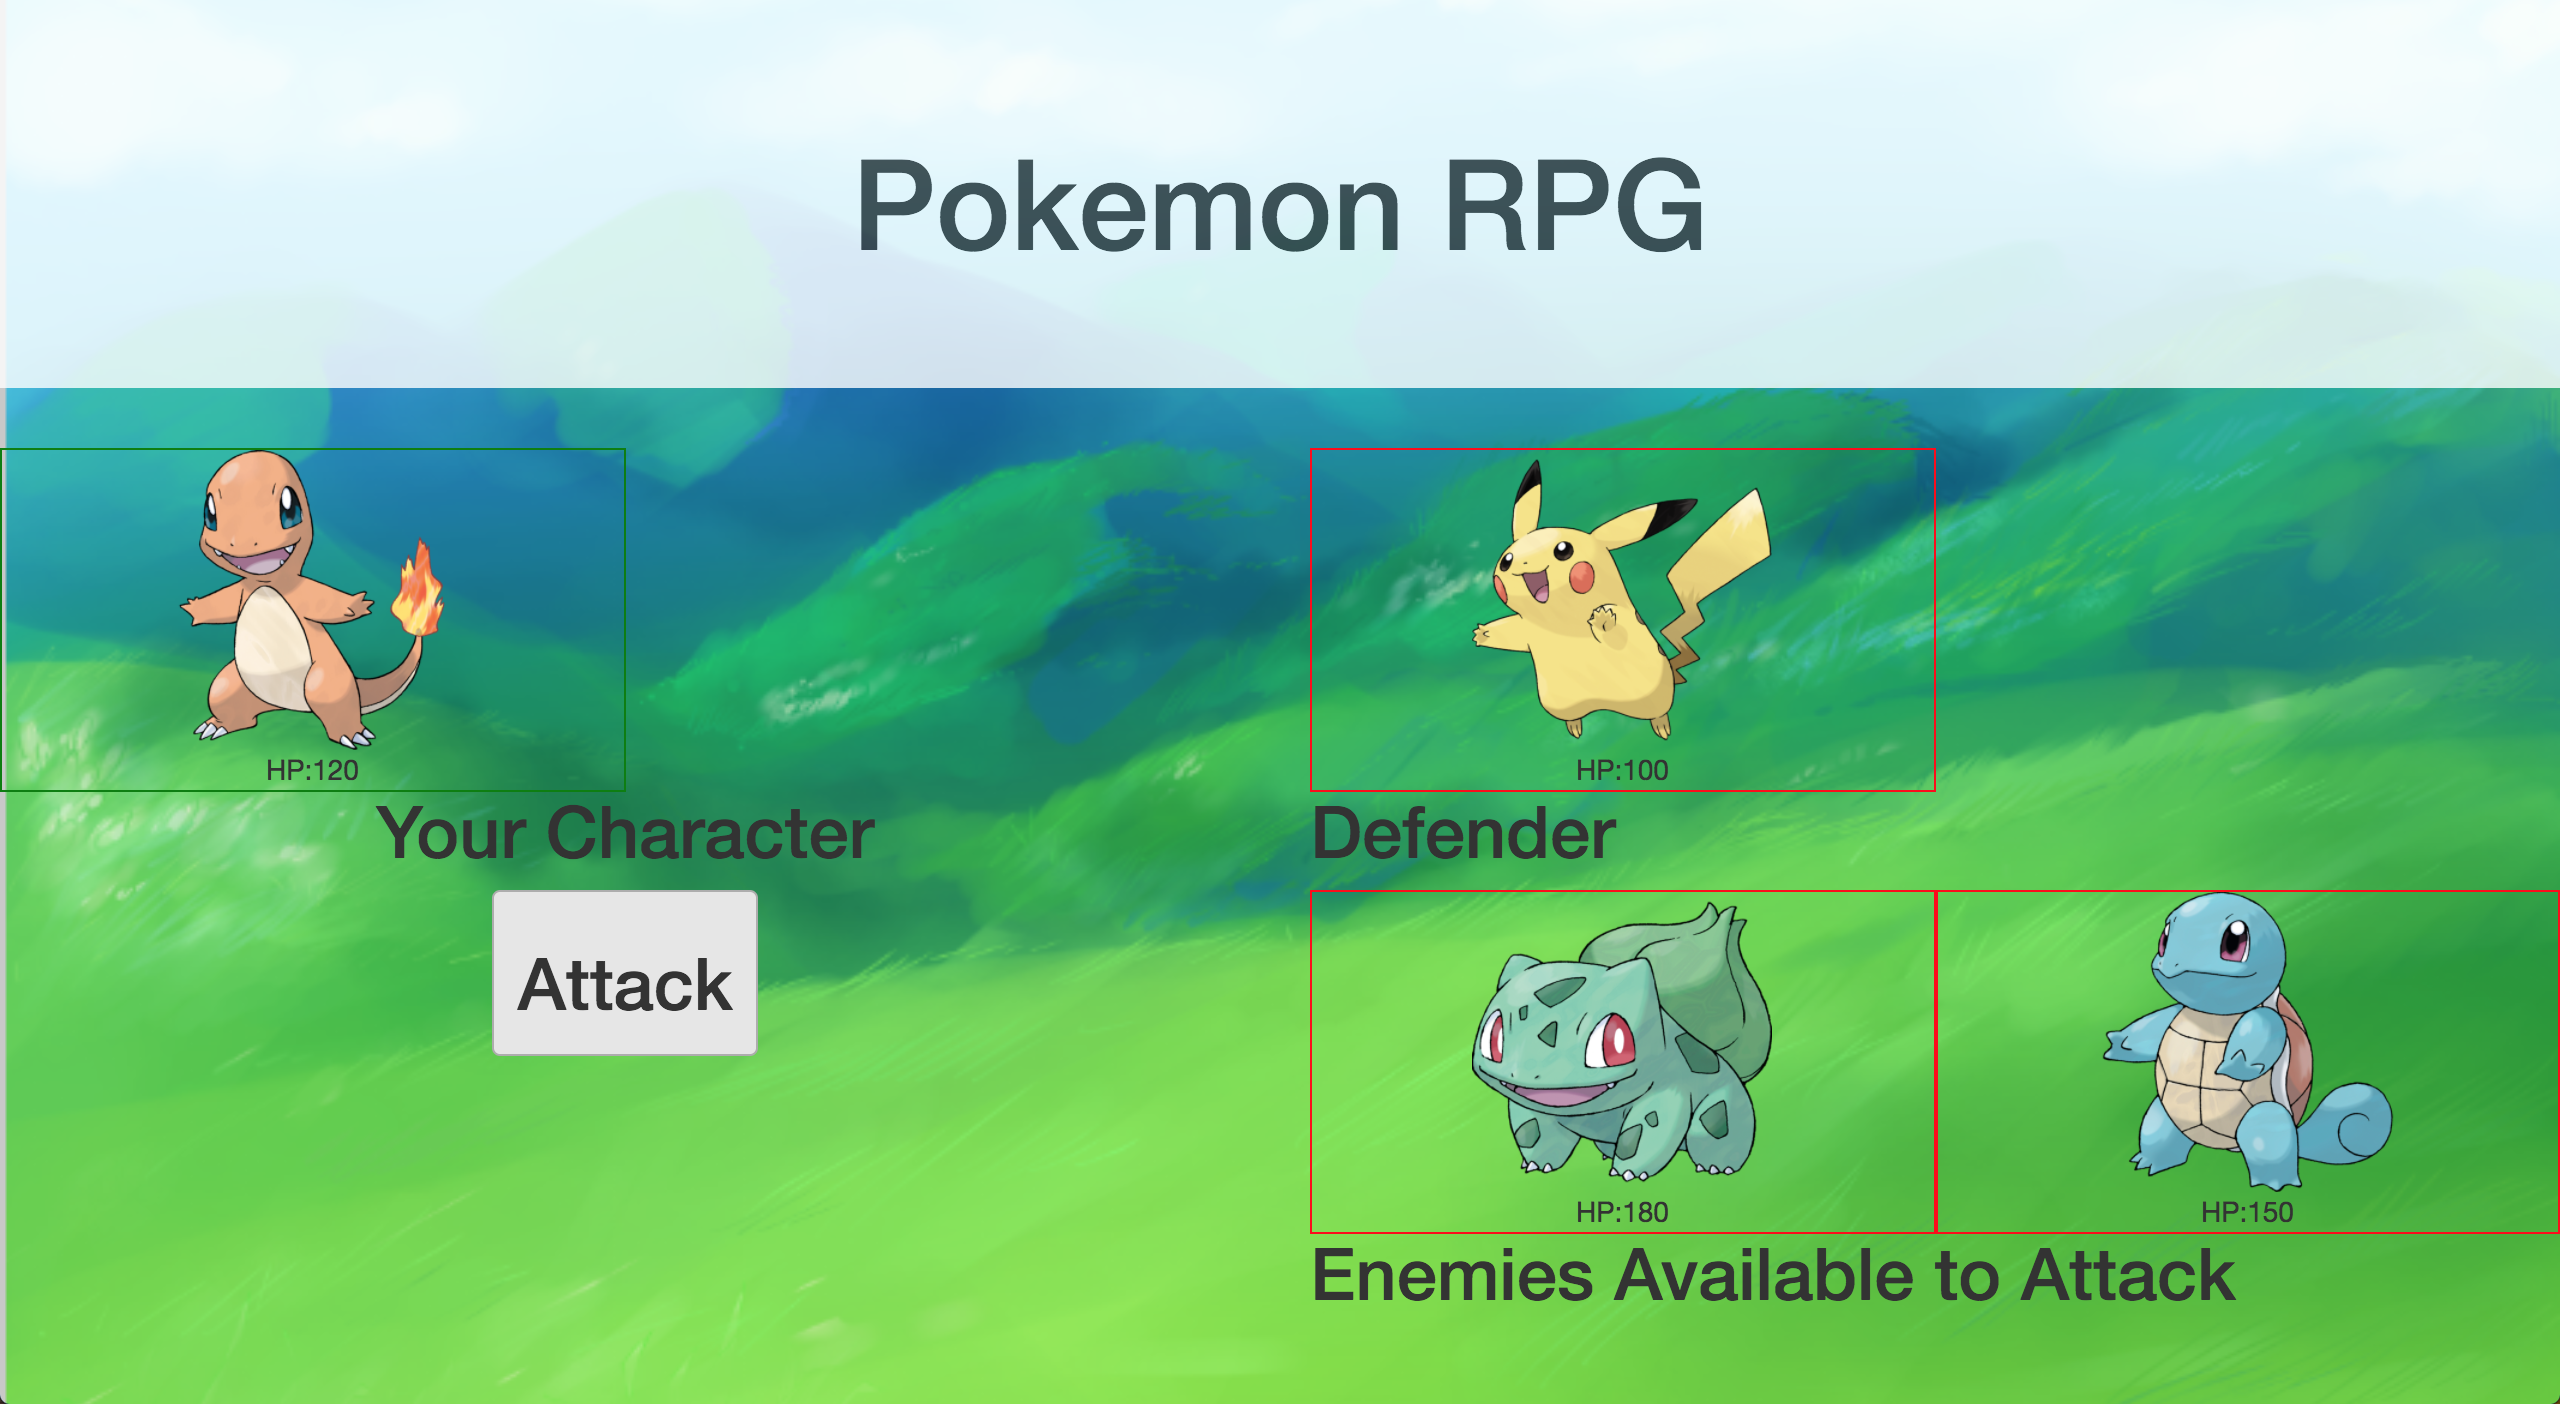 Pokemon RPG
HP:120
HP:100
Your Character
Defender
Attack
HP:180
HP:150
Enemies Available to Attack